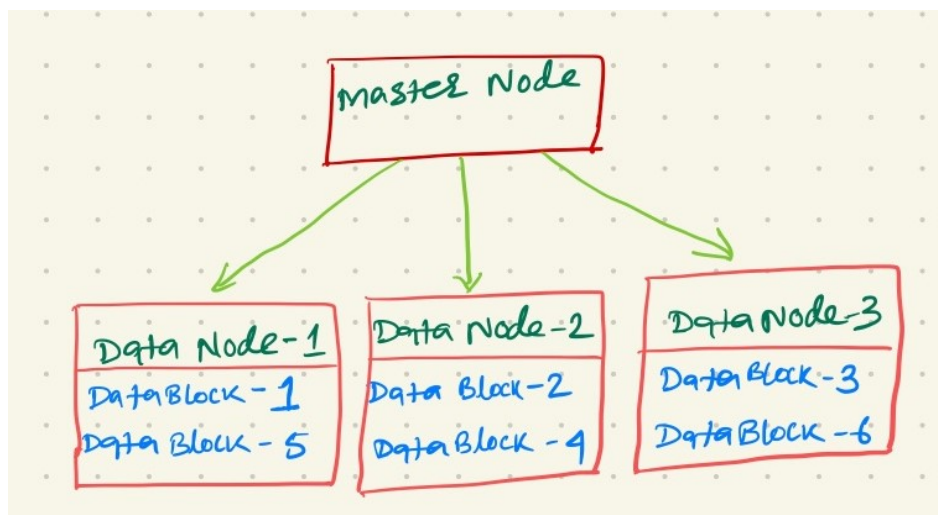 Master Node
Data Node-1
DataBlock-1
Data Block-5
Data Node-2
Data Block-2
Data Block-4
Data Node-3
Data Block-3
Data Block-6